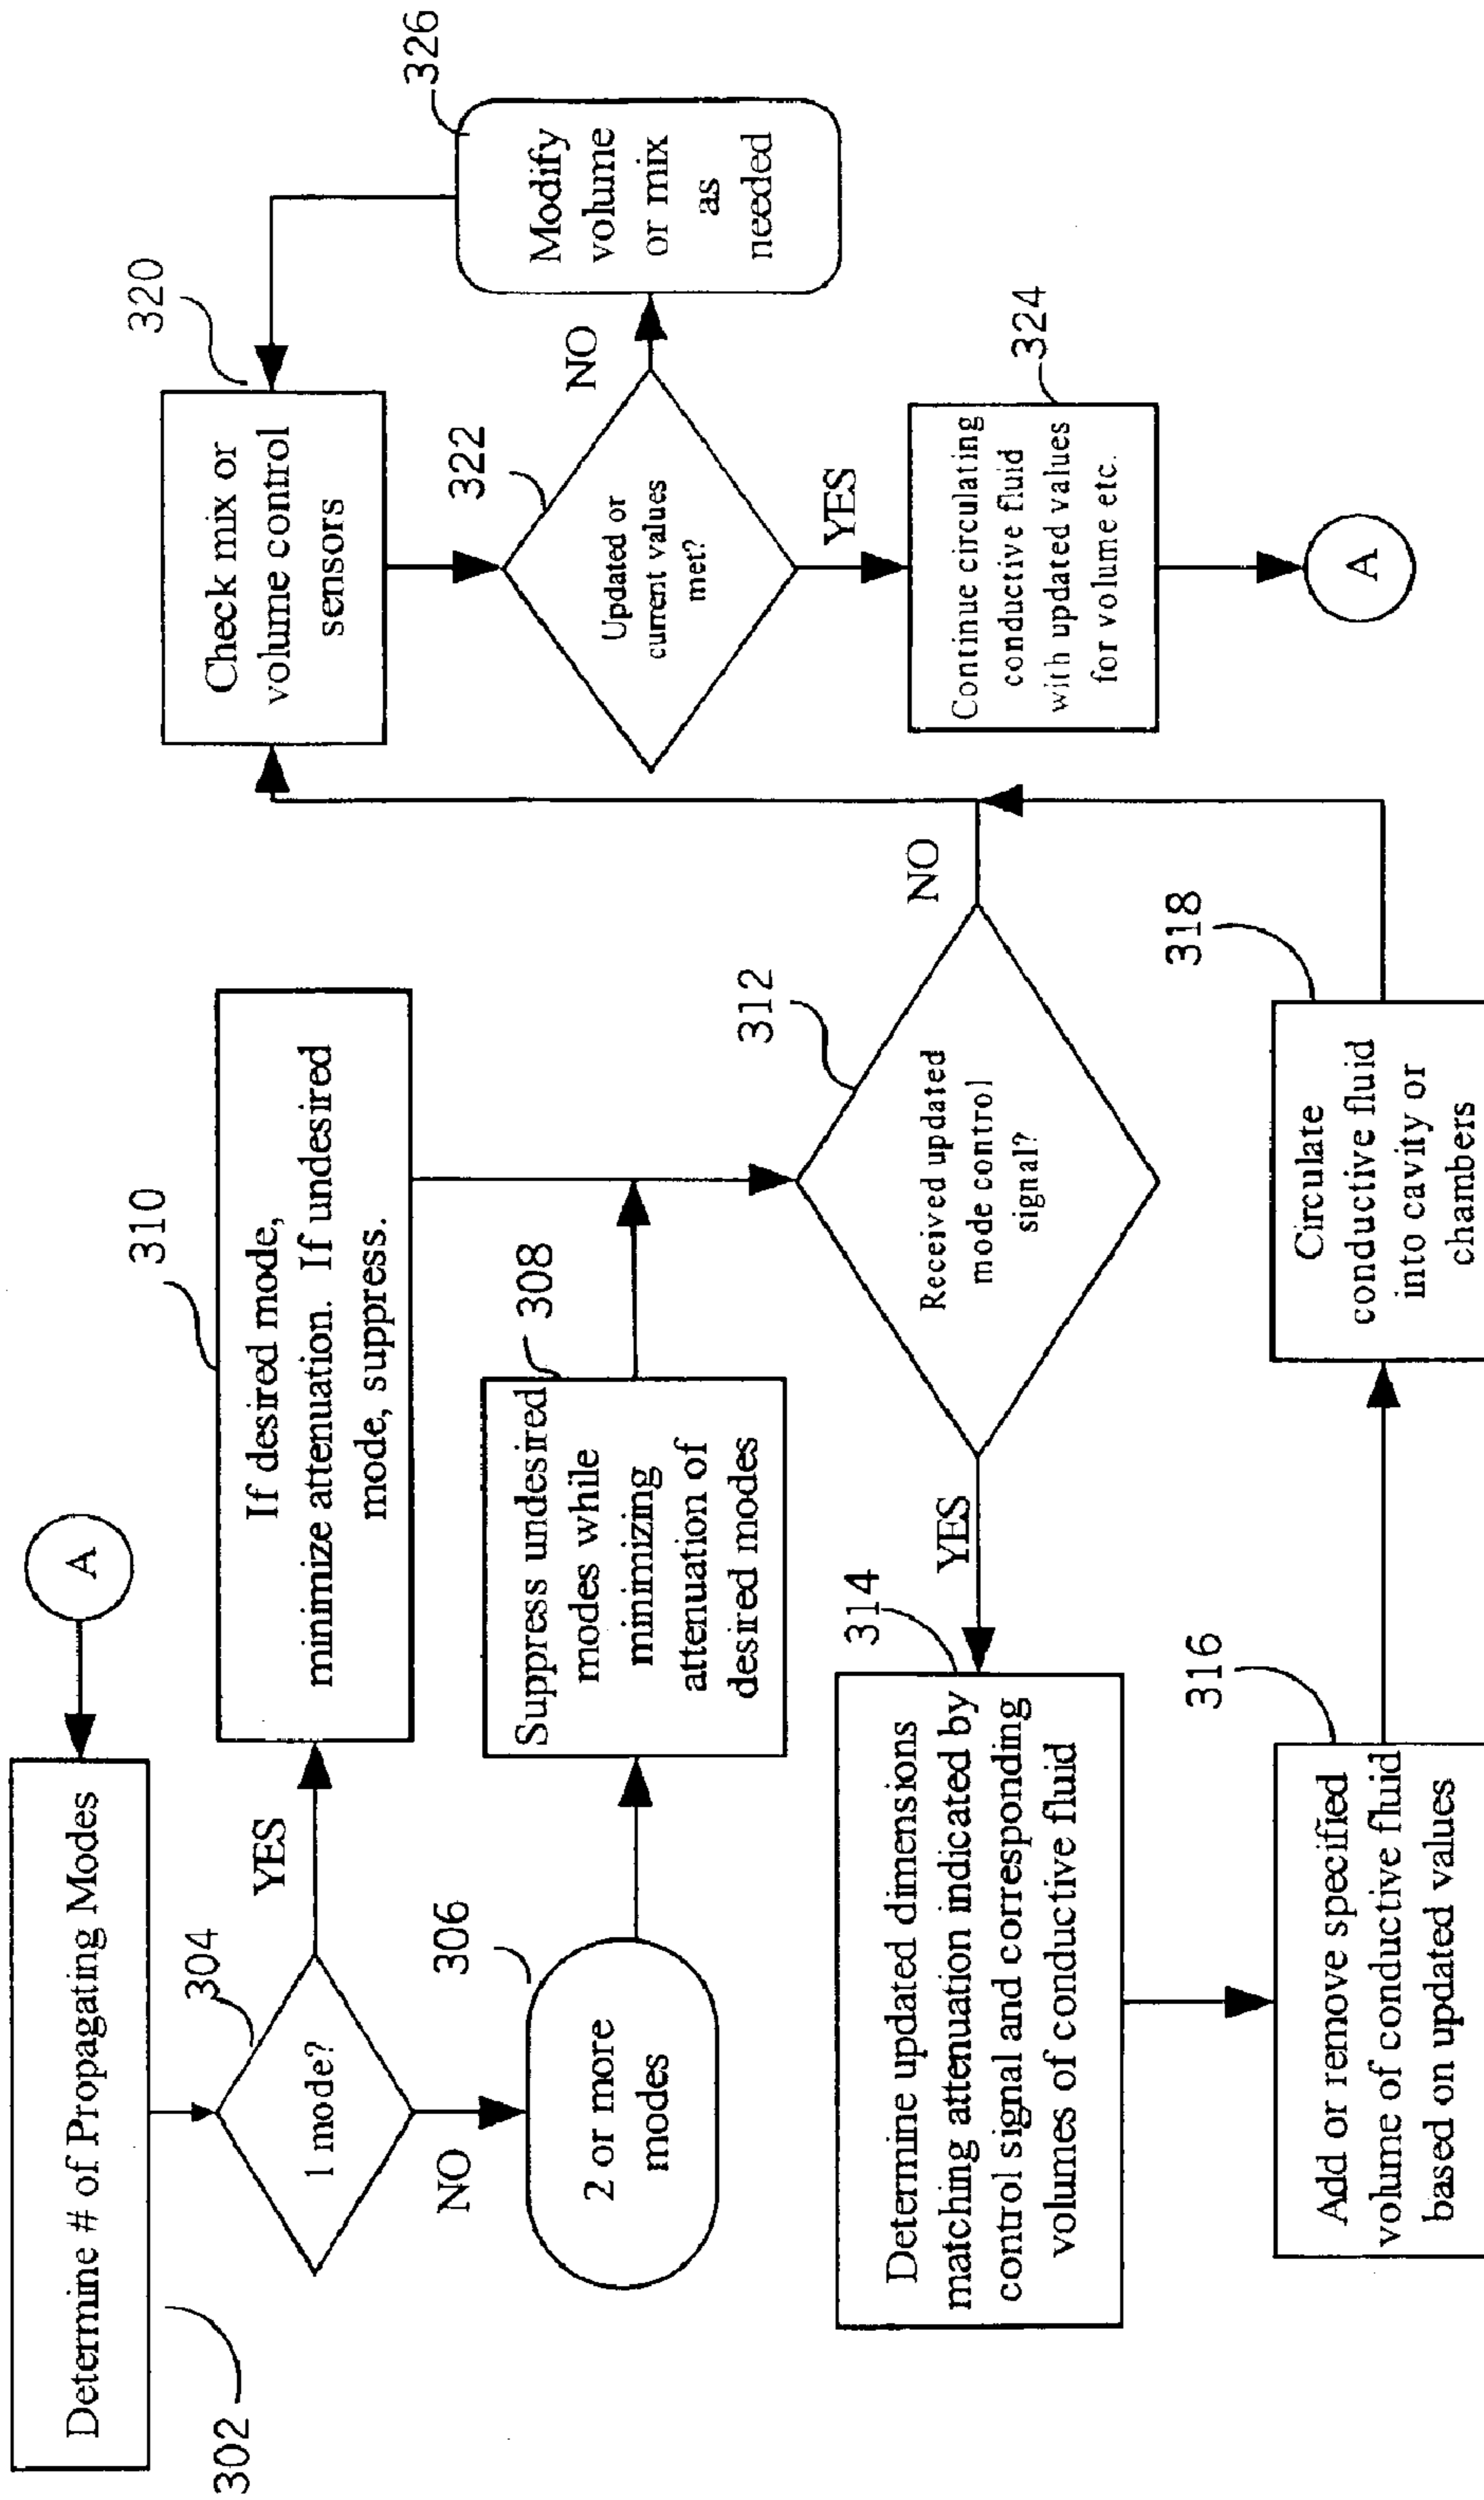 Determine # of Propagating Modes
A
302
304
1 mode?
YES
NO
306
2 or more
modes
310
If desired mode,
minimize attenuation. If undesired
mode, suppress.
308
Suppress undesired
modes while
minimizing
attenuation of
desired modes
312
Received updated
mode control
signal?
YES
NO
314
Determine updated dimensions
matching attenuation indicated by
control signal and corresponding
volumes of conductive fluid
316
Add or remove specified
volume of conductive fluid
based on updated values
318
Circulate
conductive fluid
into cavity or
chambers
320
Check mix or
volume control
sensors
322
Updated or
current values
met?
NO
YES
326
Modify
volume
or mix
as
needed
324
Continue circulating
conductive fluid
with updated values
for volume etc.
A